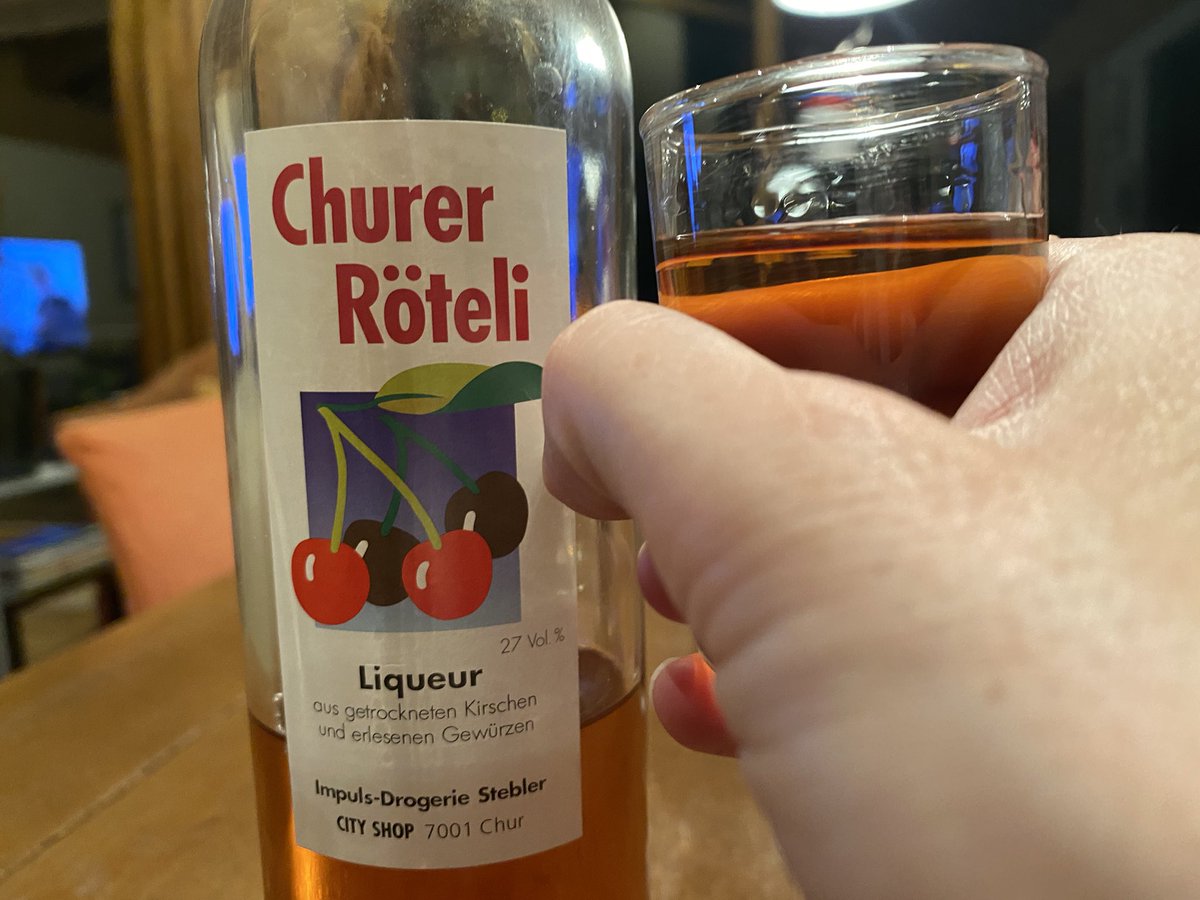 Churer
Röteli
27 Vol.%
Liqueur
aus getrockneten Kirschen
und erlesenen Gewürzen
Impuls-Drogerie Stebler
CITY SHOP 7001 Chur